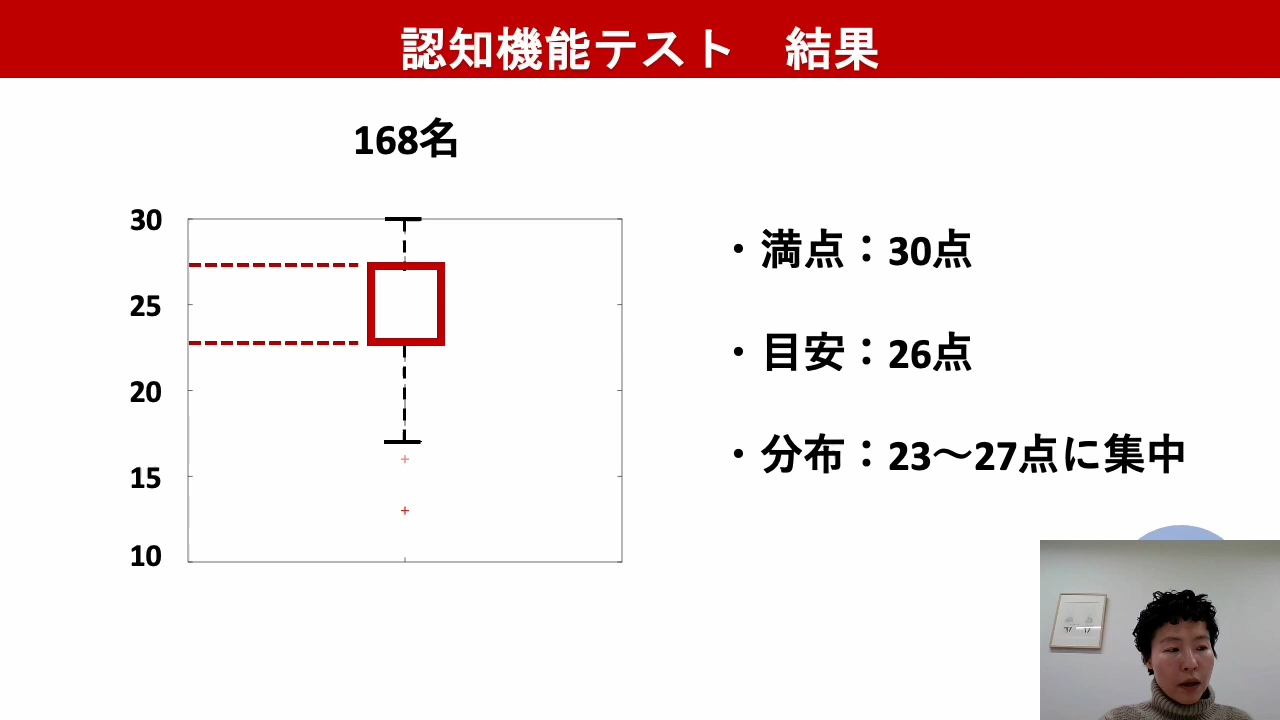 認知機能テスト　結果
168名
30
25
20
15
10
・満点：30点
・目安：26点
・分布：23～27点に集中